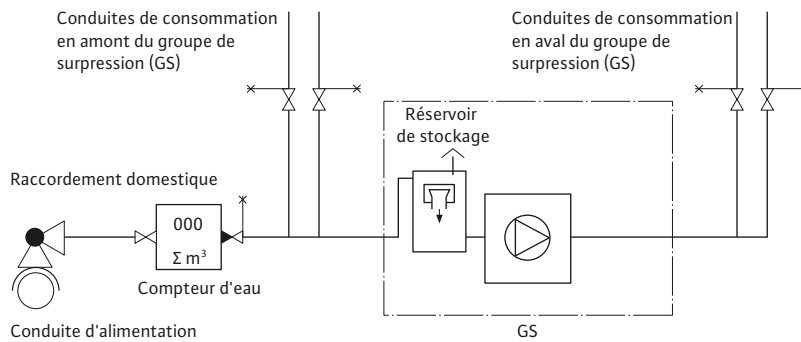 Conduites de consommation
en amont du groupe de
surpression (GS)
Conduites de consommation
en aval du groupe de
surpression (GS)
Réservoir
de stockage
Raccordement domestique
000
Σ m³
Compteur d'eau
Conduite d'alimentation
GS